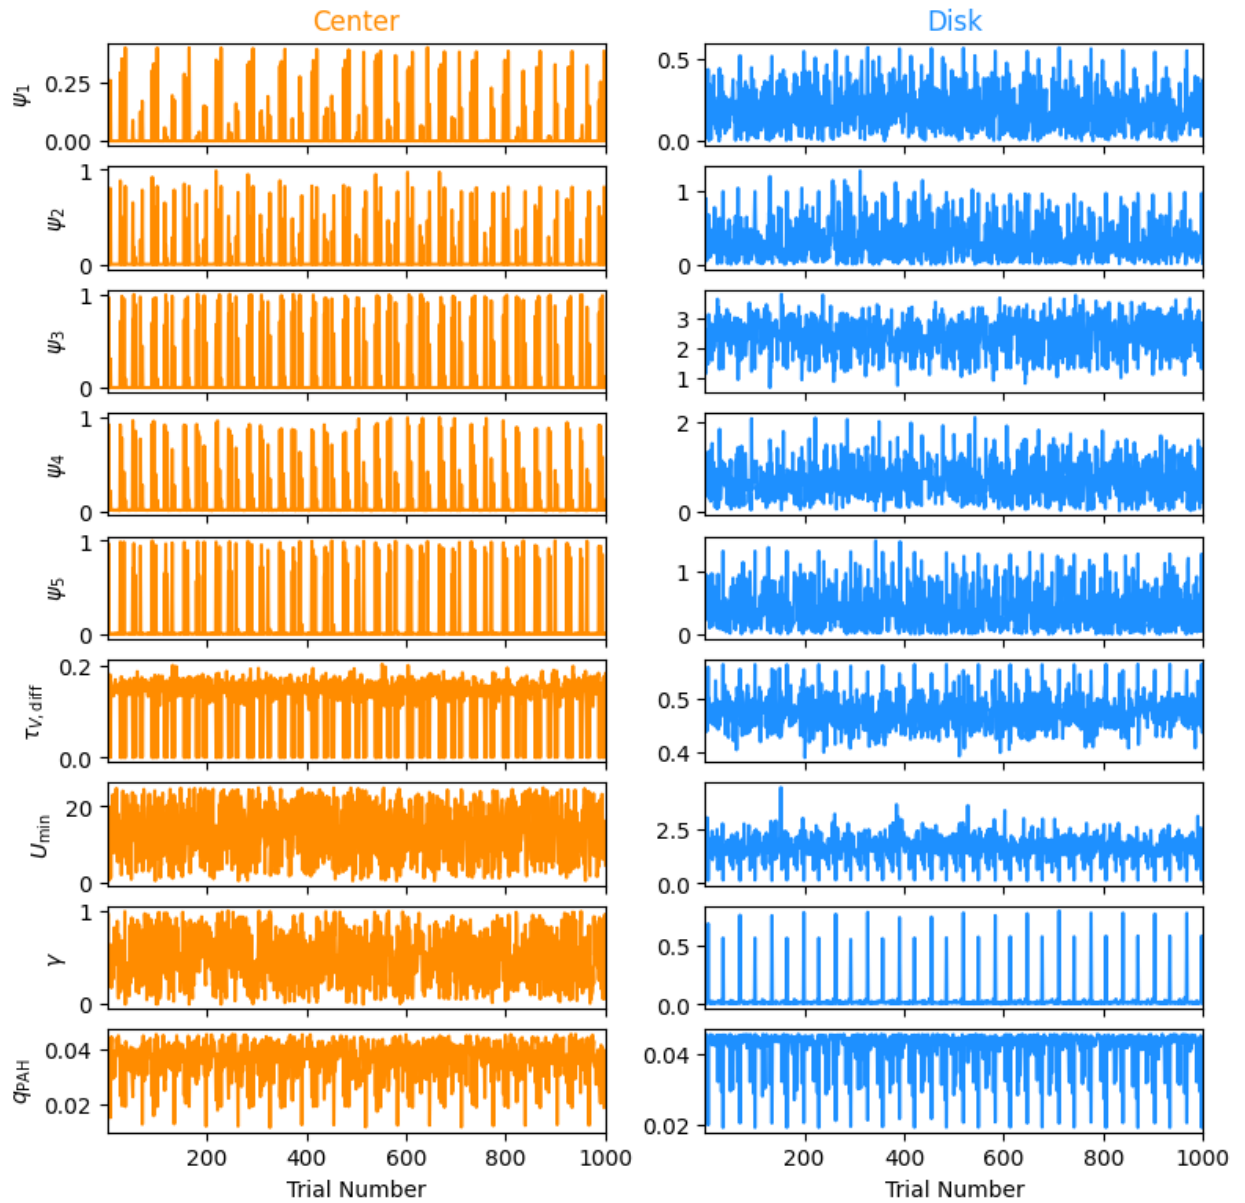 Center Disk
ψ1 0.25 0.00 0.5 0.0
ψ2 1 0 1 0
ψ3 1 0 3 2 1
ψ4 1 0 2 0
ψ5 1 0 1 0
τV,diff 0.2 0.0 0.5 0.4
Umin 20 0 2.5 0.0
γ 1 0 0.5 0.0
qPAH 0.04 0.02 0.04 0.02
200 400 600 800 1000 200 400 600 800 1000
Trial Number Trial Number